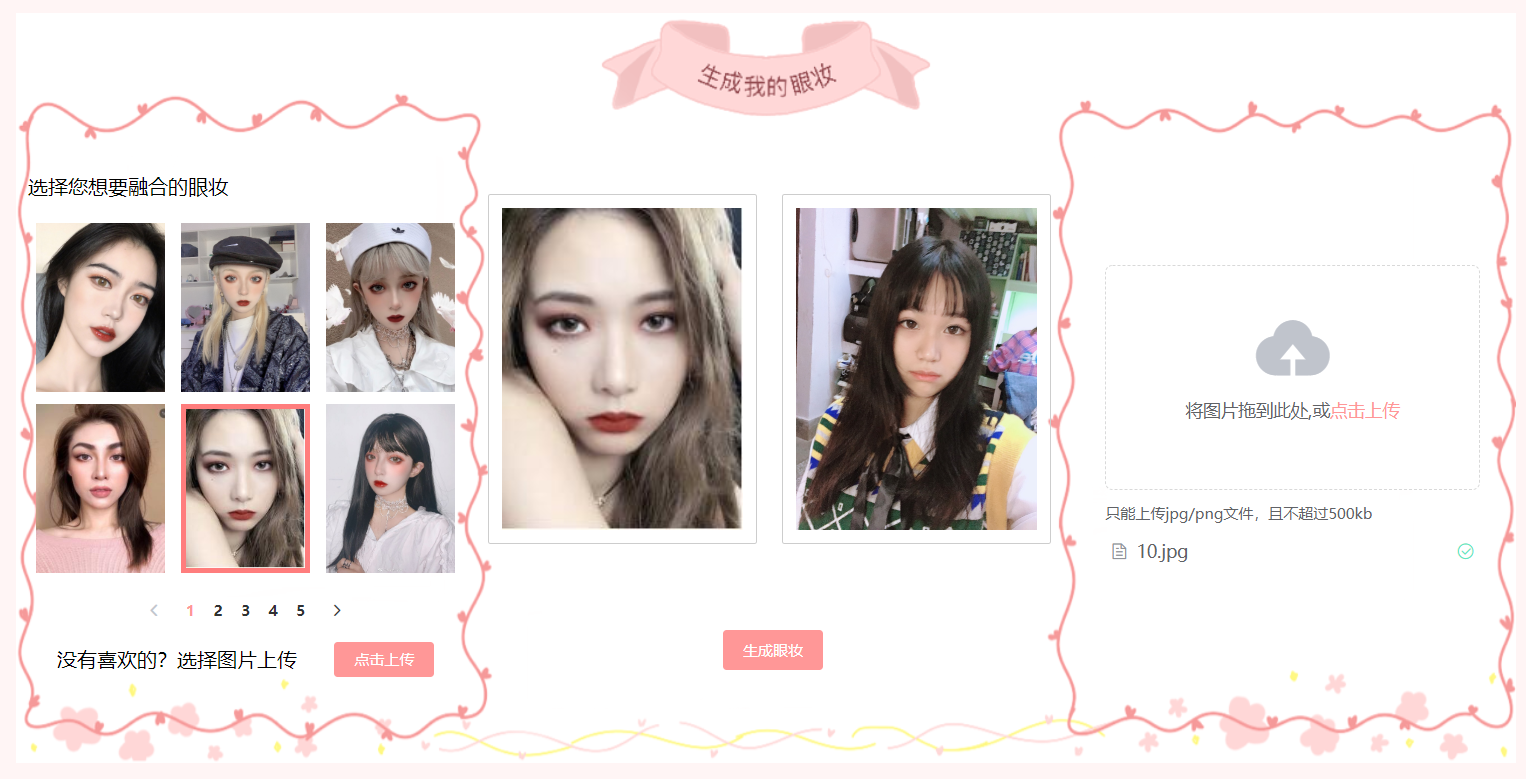 生成我的眼妆
选择您想要融合的眼妆
1 2 3 4 5
没有喜欢的？选择图片上传
点击上传
生成眼妆
将图片拖到此处,或点击上传
只能上传jpg/png文件，且不超过500kb
10.jpg